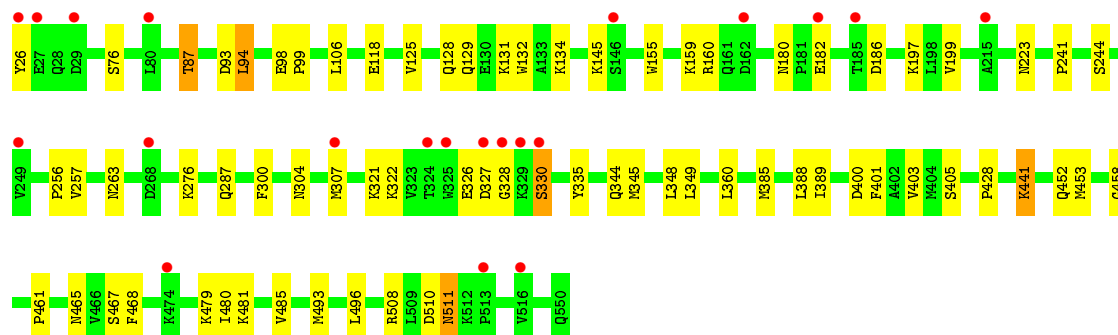 Y26 E27 Q28 D29 S76 L80 T87 D93 L94 E98 P99 L106 E118 V125 Q128 Q129 E130 K131 W132 A133 K134 K145 S146 W155 K159 R160 Q161 D162 N180 P181 E182 T185 D186 K197 L198 V199 A215 N223 P241 S244
V249 P256 V257 N263 D268 K276 Q287 F300 N304 M307 K321 K322 V323 T324 W325 E326 D327 G328 K329 S330 Y335 Q344 M345 L348 L349 L360 M385 L388 I389 D400 F401 A402 V403 M404 S405 P428 K441 Q452 M453
P461 N465 V466 S467 F468 K474 K479 I480 K481 V485 M493 L496 R508 L509 D510 N511 K512 P513 V516 Q550